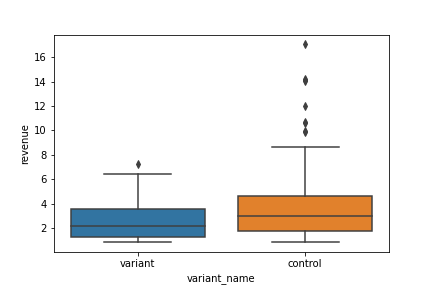 16
14
12
10
8
6
4
2
revenue
variant
control
variant_name